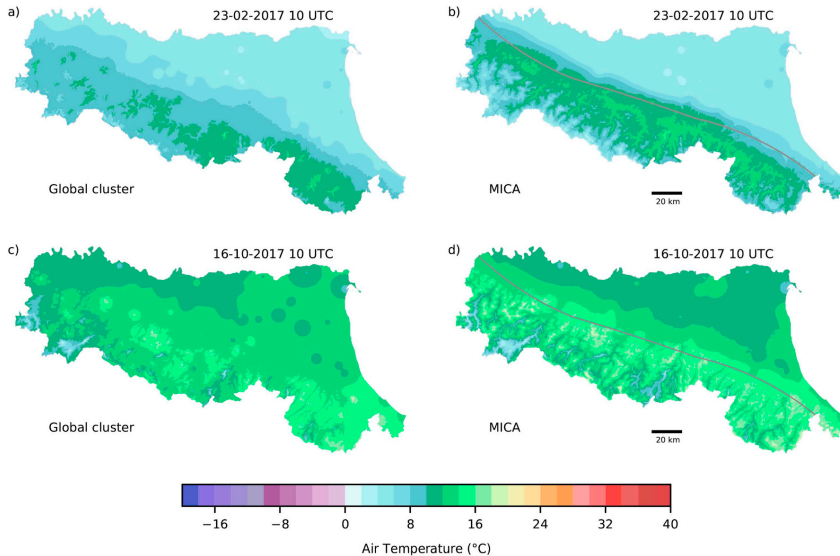 a)
23-02-2017 10 UTC
Global cluster
b)
23-02-2017 10 UTC
MICA
20 km
c)
16-10-2017 10 UTC
Global cluster
d)
16-10-2017 10 UTC
MICA
20 km
−16 −8 0 8 16 24 32 40
Air Temperature (°C)